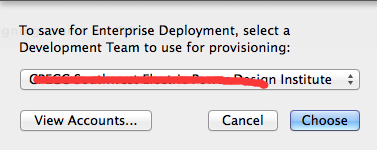 To save for Enterprise Deployment, select a
Development Team to use for provisioning:
Design Institute
View Accounts...
Cancel
Choose